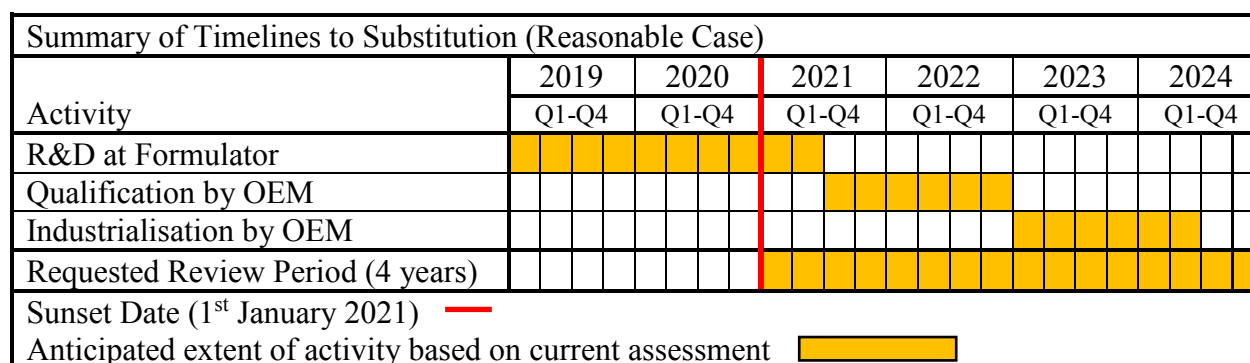 Summary of Timelines to Substitution (Reasonable Case)
2019 2020 2021 2022 2023 2024
Activity Q1-Q4 Q1-Q4 Q1-Q4 Q1-Q4 Q1-Q4 Q1-Q4
R&D at Formulator
Qualification by OEM
Industrialisation by OEM
Requested Review Period (4 years)
Sunset Date (1st January 2021)
Anticipated extent of activity based on current assessment